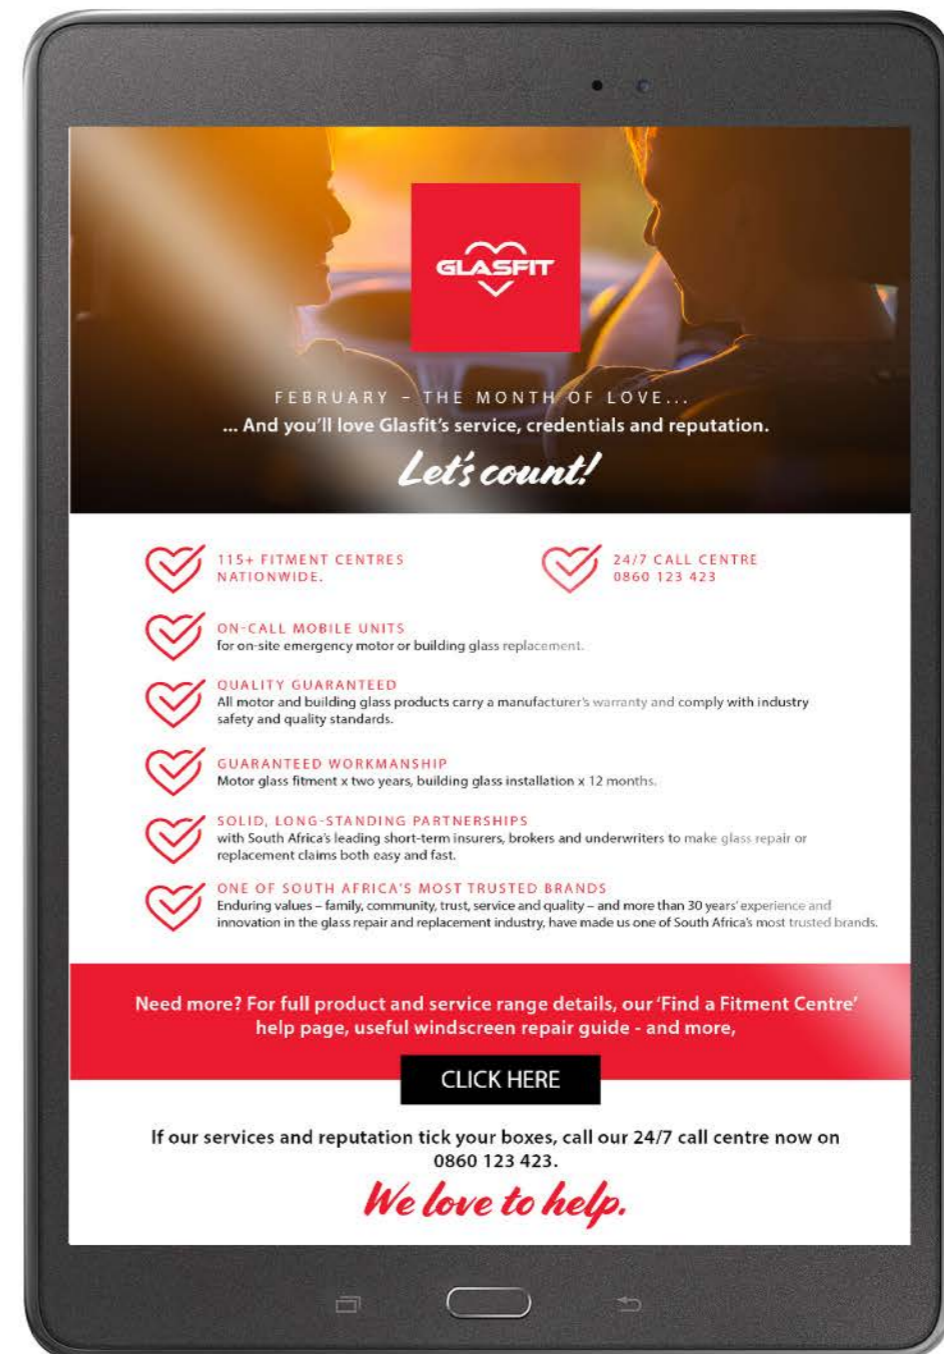 GLASFIT
FEBRUARY – THE MONTH OF LOVE...
... And you'll love Glasfit's service, credentials and reputation.
Let's count!
115+ FITMENT CENTRES
NATIONWIDE.
24/7 CALL CENTRE
0860 123 423
ON-CALL MOBILE UNITS
for on-site emergency motor or building glass replacement.
QUALITY GUARANTEED
All motor and building glass products carry a manufacturer's warranty and comply with industry
safety and quality standards.
GUARANTEED WORKMANSHIP
Motor glass fitment x two years, building glass installation x 12 months.
SOLID, LONG-STANDING PARTNERSHIPS
with South Africa's leading short-term insurers, brokers and underwriters to make glass repair or
replacement claims both easy and fast.
ONE OF SOUTH AFRICA'S MOST TRUSTED BRANDS
Enduring values – family, community, trust, service and quality – and more than 30 years' experience and
innovation in the glass repair and replacement industry, have made us one of South Africa's most trusted brands.
Need more? For full product and service range details, our 'Find a Fitment Centre'
help page, useful windscreen repair guide - and more,
CLICK HERE
If our services and reputation tick your boxes, call our 24/7 call centre now on
0860 123 423.
We love to help.